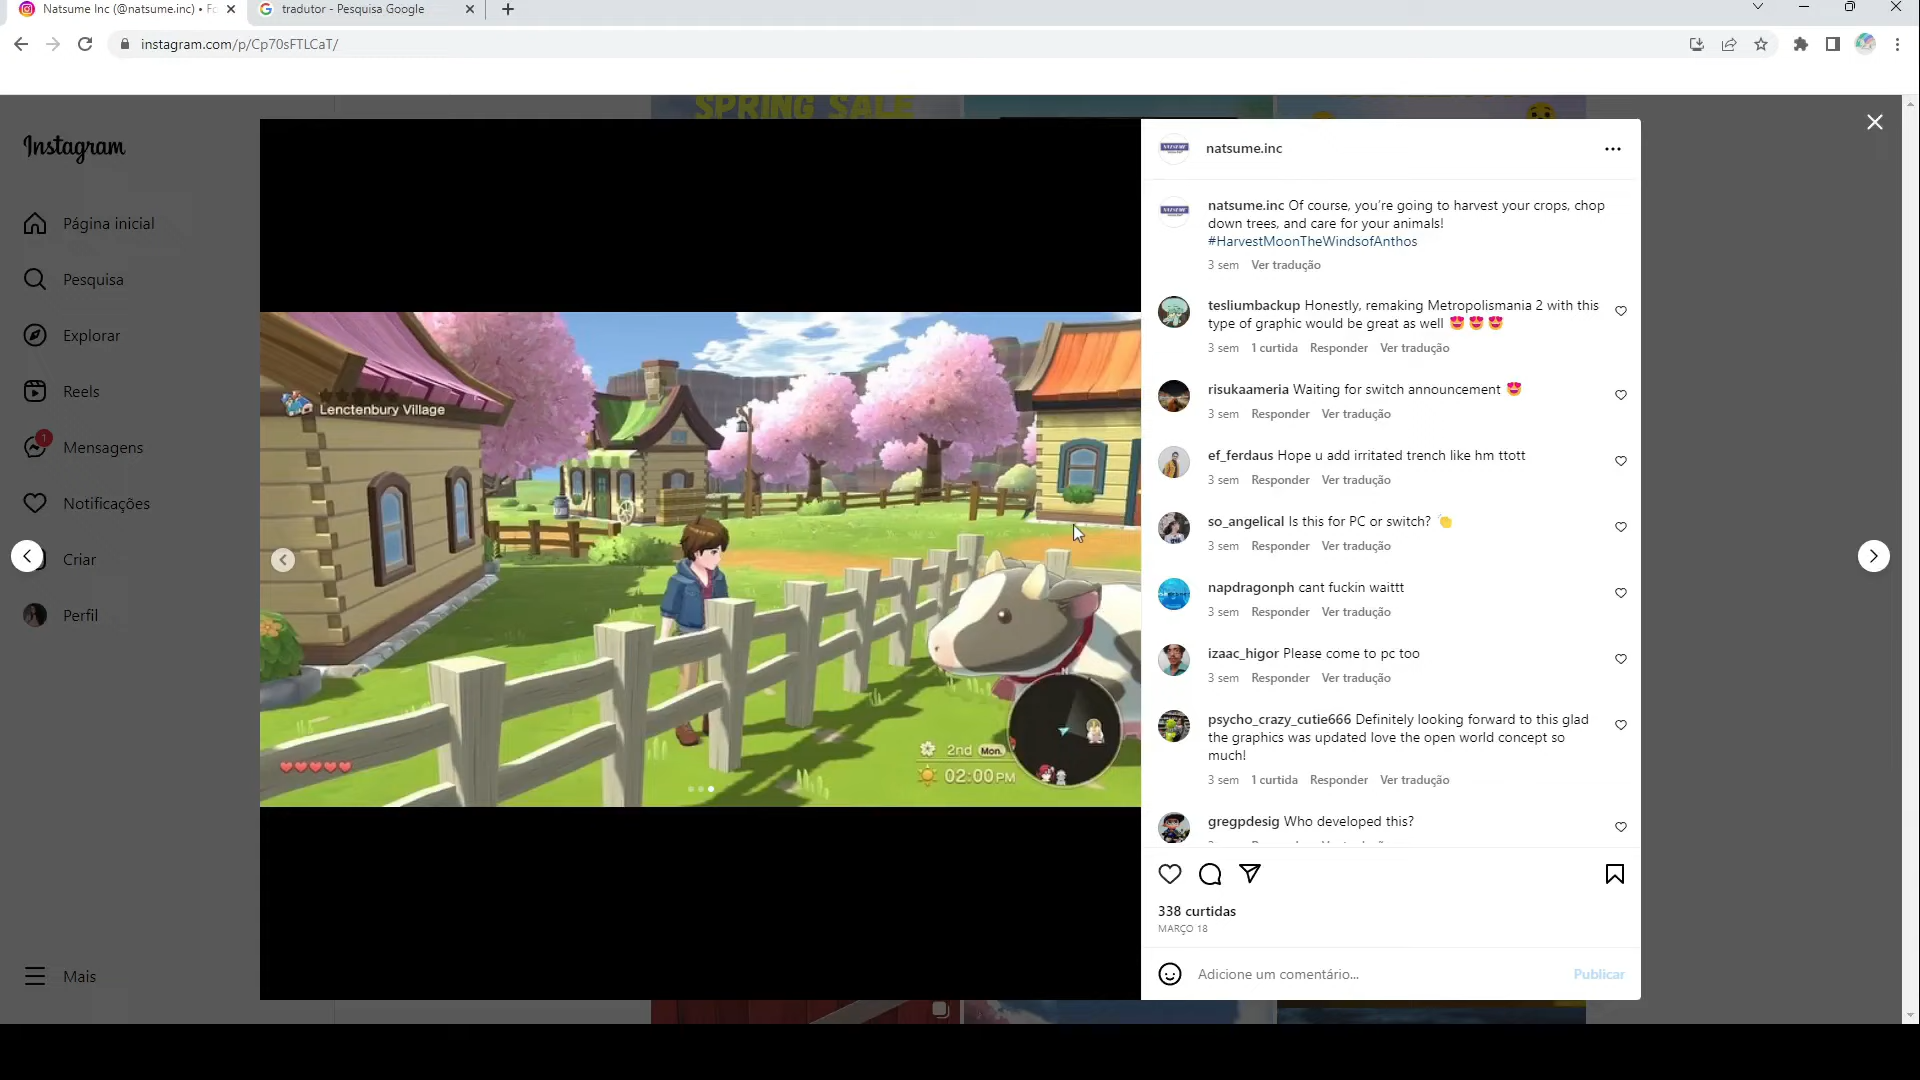 Natsume Inc (@natsume.inc) • Fo
tradutor - Pesquisa Google
instagram.com/p/Cp70sFTLCaT/
SPRING SALE
Instagram
Página inicial
Pesquisa
Explorar
Reels
1
Mensagens
Notificações
Criar
Perfil
Mais
Lenctenbury Village
2nd Mon.
02:00 PM
natsume.inc
natsume.inc Of course, you're going to harvest your crops, chop
down trees, and care for your animals!
#HarvestMoonTheWindsofAnthos
3 sem Ver tradução
tesliumbackup Honestly, remaking Metropolismania 2 with this
type of graphic would be great as well 😍😍😍
3 sem 1 curtida Responder Ver tradução
risukaameria Waiting for switch announcement 😍
3 sem Responder Ver tradução
ef_ferdaus Hope u add irritated trench like hm ttott
3 sem Responder Ver tradução
so_angelical Is this for PC or switch? 👏
3 sem Responder Ver tradução
napdragonph cant fuckin waittt
3 sem Responder Ver tradução
izaac_higor Please come to pc too
3 sem Responder Ver tradução
psycho_crazy_cutie666 Definitely looking forward to this glad
the graphics was updated love the open world concept so
much!
3 sem 1 curtida Responder Ver tradução
gregpdesig Who developed this?
338 curtidas
MARÇO 18
Adicione um comentário...
Publicar